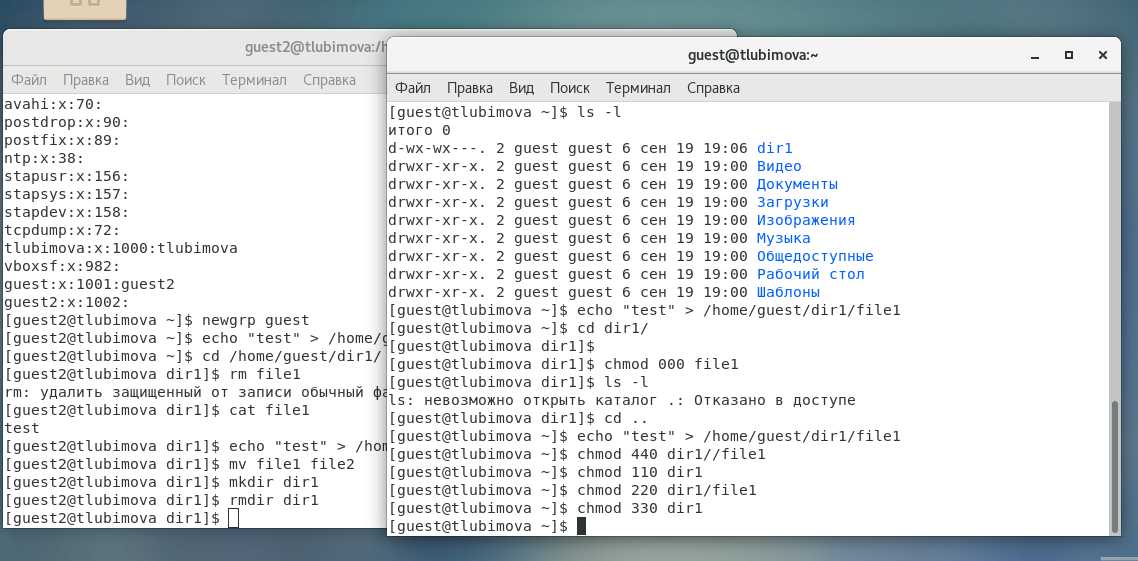 guest2@tlubimova:/h
Файл Правка Вид Поиск Терминал Справка
avahi:x:70:
postdrop:x:90:
postfix:x:89:
ntp:x:38:
stapusr:x:156:
stapsys:x:157:
stapdev:x:158:
tcpdump:x:72:
tlubimova:x:1000:tlubimova
vboxsf:x:982:
guest:x:1001:guest2
guest2:x:1002:
[guest2@tlubimova ~]$ newgrp guest
[guest2@tlubimova ~]$ echo "test" > /home/g
[guest2@tlubimova ~]$ cd /home/guest/dir1/
[guest2@tlubimova dir1]$ rm file1
rm: удалить защищенный от записи обычный фа
[guest2@tlubimova dir1]$ cat file1
test
[guest2@tlubimova dir1]$ echo "test" > /hom
[guest2@tlubimova dir1]$ mv file1 file2
[guest2@tlubimova dir1]$ mkdir dir1
[guest2@tlubimova dir1]$ rmdir dir1
[guest2@tlubimova dir1]$
guest@tlubimova:~
Файл Правка Вид Поиск Терминал Справка
[guest@tlubimova ~]$ ls -l
итого 0
d-wx-wx---. 2 guest guest 6 сен 19 19:06 dir1
drwxr-xr-x. 2 guest guest 6 сен 19 19:00 Видео
drwxr-xr-x. 2 guest guest 6 сен 19 19:00 Документы
drwxr-xr-x. 2 guest guest 6 сен 19 19:00 Загрузки
drwxr-xr-x. 2 guest guest 6 сен 19 19:00 Изображения
drwxr-xr-x. 2 guest guest 6 сен 19 19:00 Музыка
drwxr-xr-x. 2 guest guest 6 сен 19 19:00 Общедоступные
drwxr-xr-x. 2 guest guest 6 сен 19 19:00 Рабочий стол
drwxr-xr-x. 2 guest guest 6 сен 19 19:00 Шаблоны
[guest@tlubimova ~]$ echo "test" > /home/guest/dir1/file1
[guest@tlubimova ~]$ cd dir1/
[guest@tlubimova dir1]$
[guest@tlubimova dir1]$ chmod 000 file1
[guest@tlubimova dir1]$ ls -l
ls: невозможно открыть каталог .: Отказано в доступе
[guest@tlubimova dir1]$ cd ..
[guest@tlubimova ~]$ echo "test" > /home/guest/dir1/file1
[guest@tlubimova ~]$ chmod 440 dir1//file1
[guest@tlubimova ~]$ chmod 110 dir1
[guest@tlubimova ~]$ chmod 220 dir1/file1
[guest@tlubimova ~]$ chmod 330 dir1
[guest@tlubimova ~]$